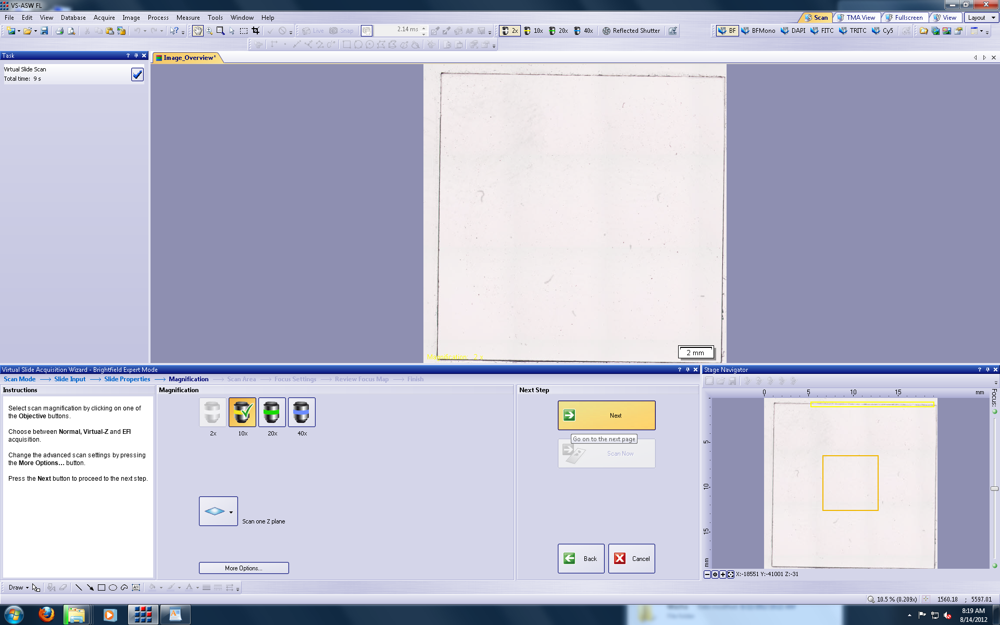 VS-ASW FL
File Edit View Database Acquire Image Process Measure Tools Window Help
Scan TMA View Fullscreen View Layout
Live Snap 2.14 ms AF 2x 10x 20x 40x Reflected Shutter BF BFMono DAPI FITC TRITC Cy5
Task
Image_Overview*
Virtual Slide Scan
Total time: 9 s
2 mm
Virtual Slide Acquisition Wizard - Brightfield Expert Mode
Scan Mode Slide Input Slide Properties Magnification Scan Area Focus Settings Review Focus Map Finish
Instructions
Select scan magnification by clicking on one of
the Objective buttons.
Choose between Normal, Virtual-Z and EFI
acquisition.
Change the advanced scan settings by pressing
the More Options... button.
Press the Next button to proceed to the next step.
Magnification
2x 10x 20x 40x
Scan one Z plane
More Options...
Next Step
Next
Go on to the next page
Scan Now
Back Cancel
Stage Navigator
0 5 10 15 mm
5
10
15
mm
Focus:
X:-18551 Y:-41001 Z:-31
Draw
10.5 % (0.209x) 1560.18 ; 5597.01
8:19 AM
8/14/2012